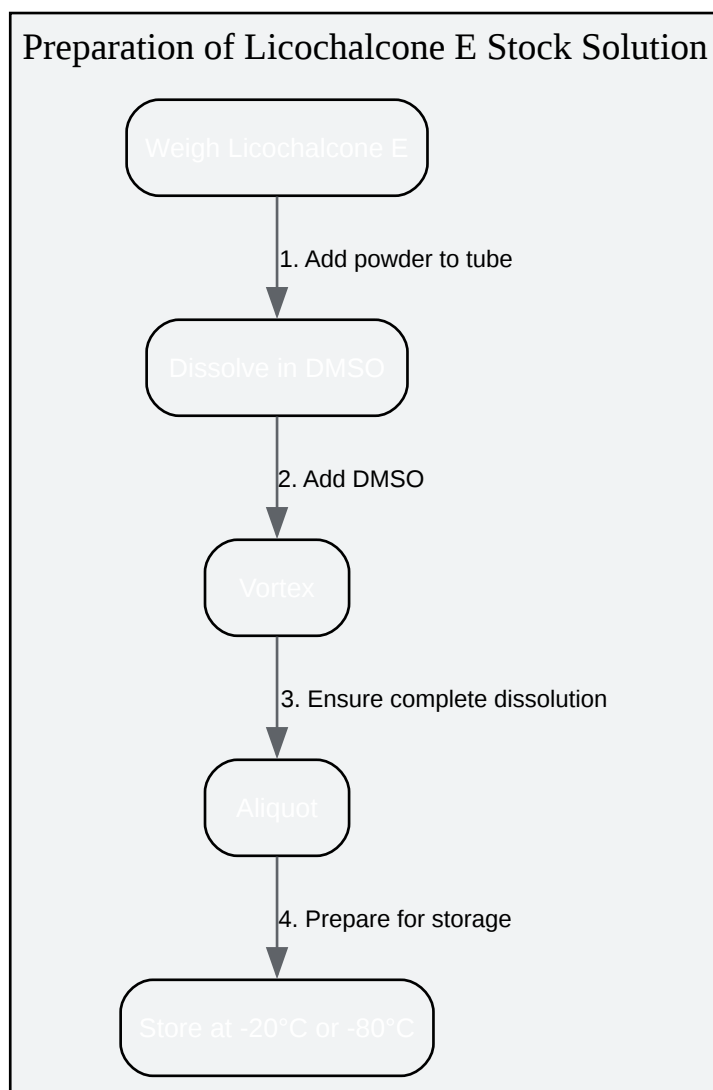 Preparation of Licochalcone E Stock Solution
Weigh Licochalcone E
1. Add powder to tube
Dissolve in DMSO
2. Add DMSO
Vortex
3. Ensure complete dissolution
Aliquot
4. Prepare for storage
Store at -20°C or -80°C